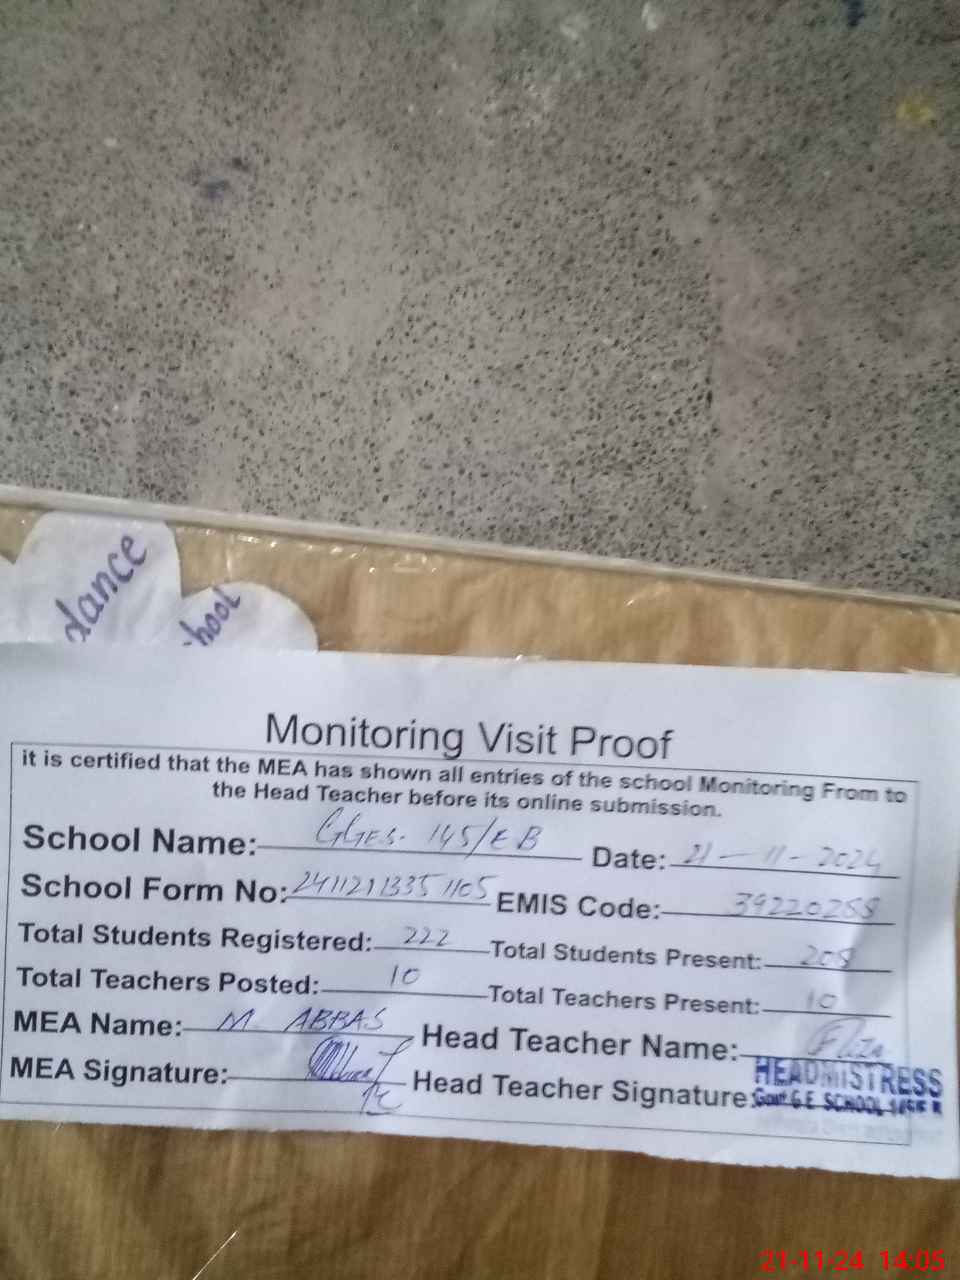 dance
hool
Monitoring Visit Proof
it is certified that the MEA has shown all entries of the school Monitoring From to
the Head Teacher before its online submission.
School Name: GGES. 145/EB Date: 21-11-2024
School Form No: 24112113351105 EMIS Code: 39220258
Total Students Registered: 222 Total Students Present: 208
Total Teachers Posted: 10 Total Teachers Present: 10
MEA Name: M. ABBAS Head Teacher Name:
MEA Signature: Head Teacher Signature:
HEADMISTRESS
Govt. G.E. SCHOOL
21-11-24 14:05